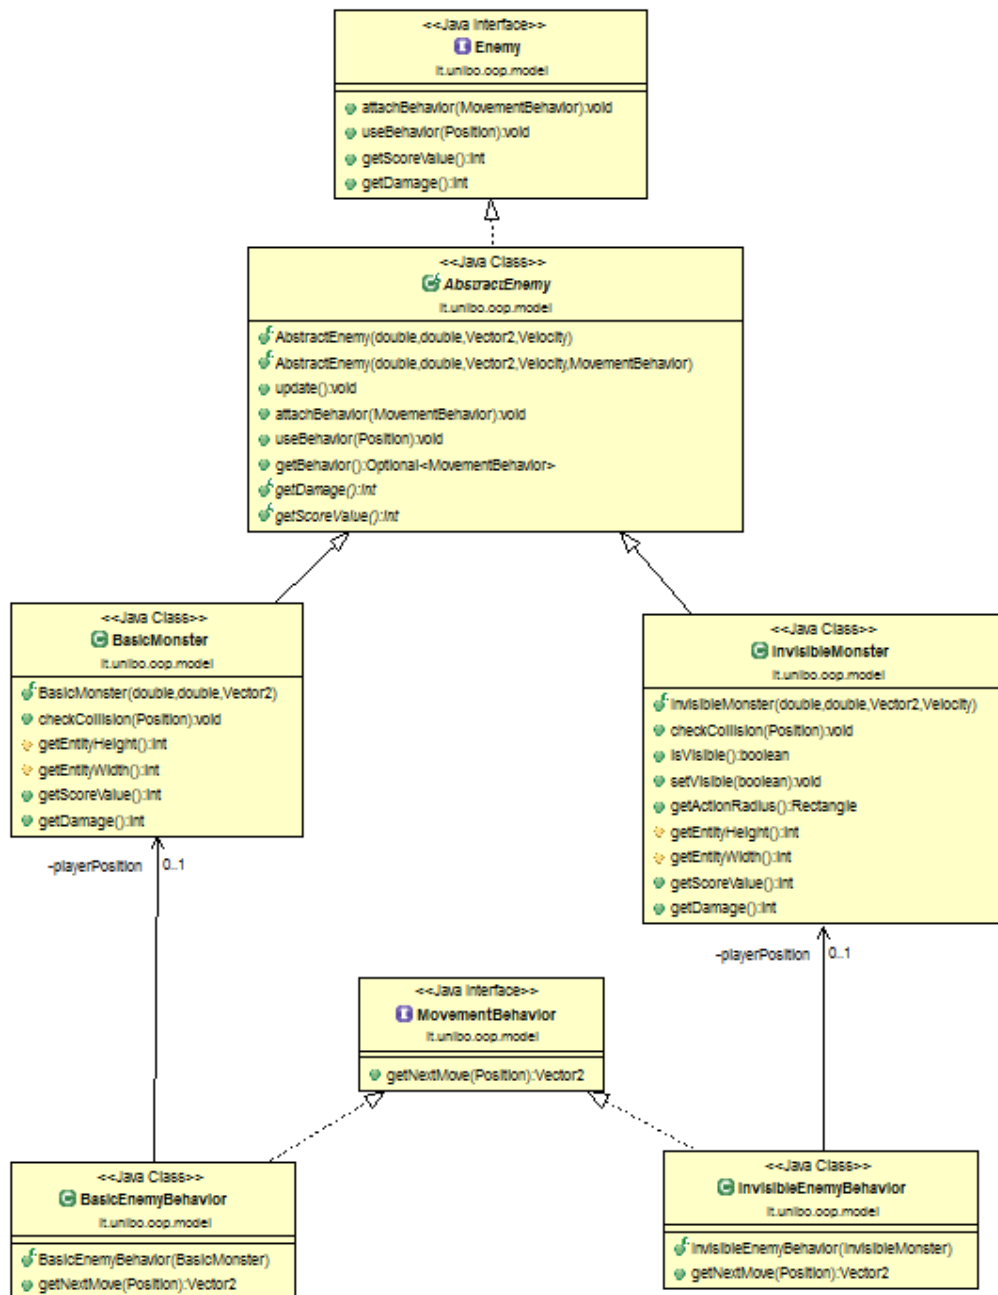 <<Java Interface>>
Enemy
it.unibo.oop.model
attachBehavior(MovementBehavior):void
useBehavior(Position):void
getScoreValue():int
getDamage():int
<<Java Class>>
AbstractEnemy
it.unibo.oop.model
AbstractEnemy(double,double,Vector2,Velocity)
AbstractEnemy(double,double,Vector2,Velocity,MovementBehavior)
update():void
attachBehavior(MovementBehavior):void
useBehavior(Position):void
getBehavior():Optional<MovementBehavior>
getDamage():int
getScoreValue():int
<<Java Class>>
BasicMonster
it.unibo.oop.model
BasicMonster(double,double,Vector2)
checkCollision(Position):void
getEntityHeight():int
getEntityWidth():int
getScoreValue():int
getDamage():int
<<Java Class>>
InvisibleMonster
it.unibo.oop.model
InvisibleMonster(double,double,Vector2,Velocity)
checkCollision(Position):void
isVisible():boolean
setVisible(boolean):void
getActionRadius():Rectangle
getEntityHeight():int
getEntityWidth():int
getScoreValue():int
getDamage():int
-playerPosition 0..1
-playerPosition 0..1
<<Java Interface>>
MovementBehavior
it.unibo.oop.model
getNextMove(Position):Vector2
<<Java Class>>
BasicEnemyBehavior
it.unibo.oop.model
BasicEnemyBehavior(BasicMonster)
getNextMove(Position):Vector2
<<Java Class>>
InvisibleEnemyBehavior
it.unibo.oop.model
InvisibleEnemyBehavior(InvisibleMonster)
getNextMove(Position):Vector2